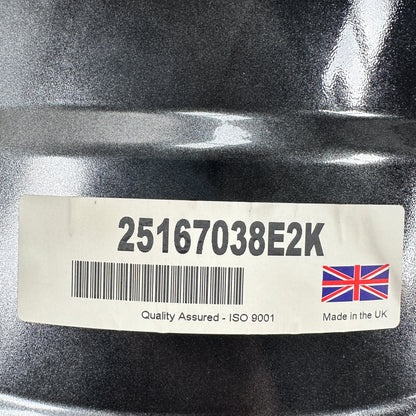 25167038E2K
Quality Assured - ISO 9001
Made in the UK